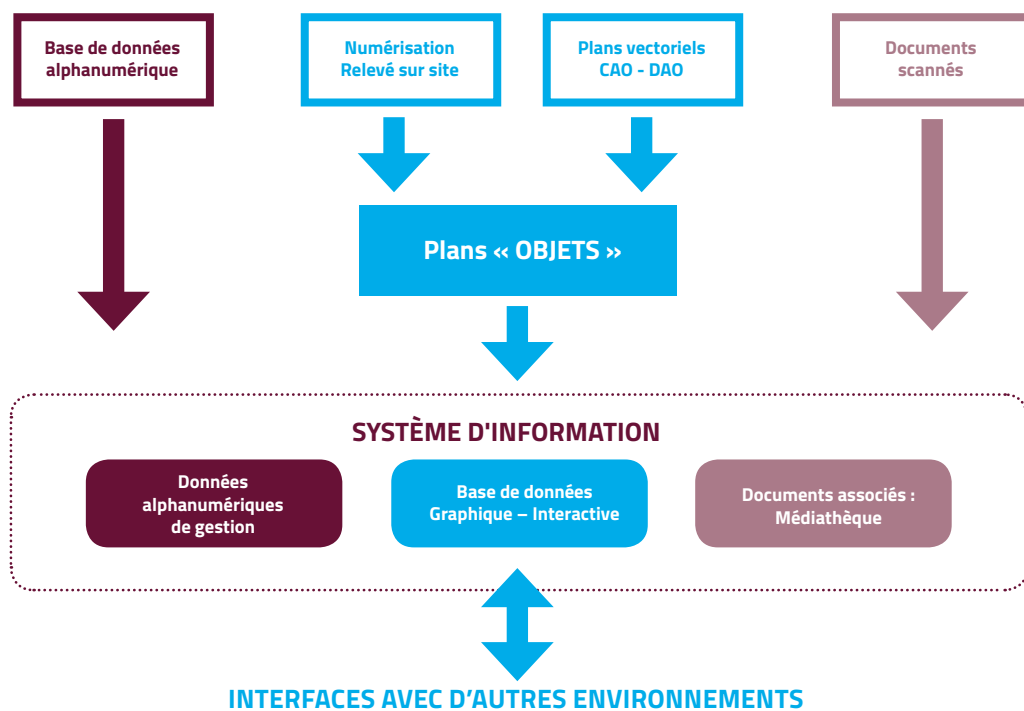 Base de données
alphanumérique
Numérisation
Relevé sur site
Plans vectoriels
CAO - DAO
Documents
scannés
Plans « OBJETS »
SYSTÈME D'INFORMATION
Données
alphanumériques
de gestion
Base de données
Graphique – Interactive
Documents associés :
Médiathèque
INTERFACES AVEC D’AUTRES ENVIRONNEMENTS